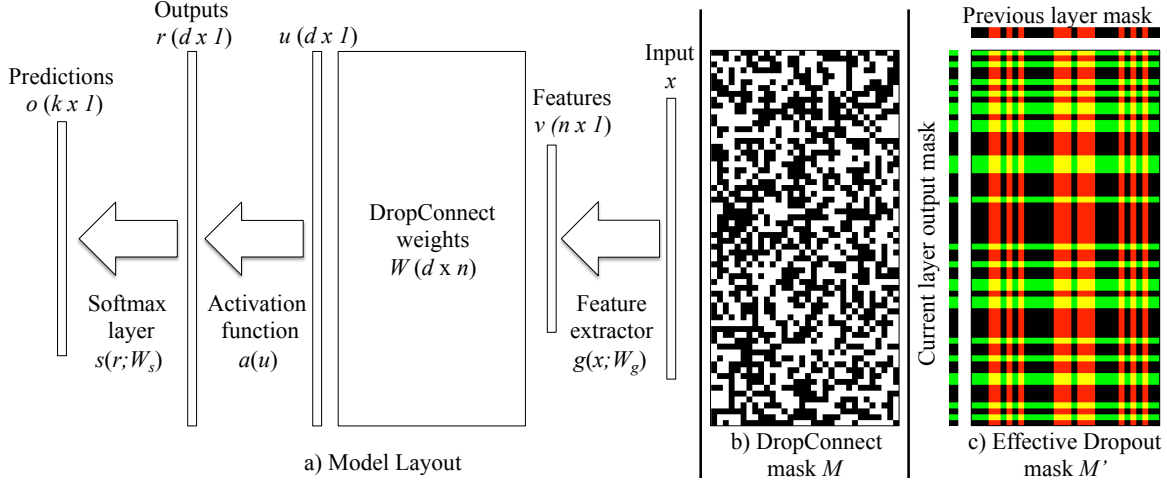 Predictions
o (k x 1)
Outputs
r (d x 1)
u (d x 1)
DropConnect
weights
W (d x n)
Features
v (n x 1)
Input
x
Softmax
layer
s(r;Wₛ)
Activation
function
a(u)
Feature
extractor
g(x;W_g)
a) Model Layout
b) DropConnect
mask M
Previous layer mask
Current layer output mask
c) Effective Dropout
mask M’